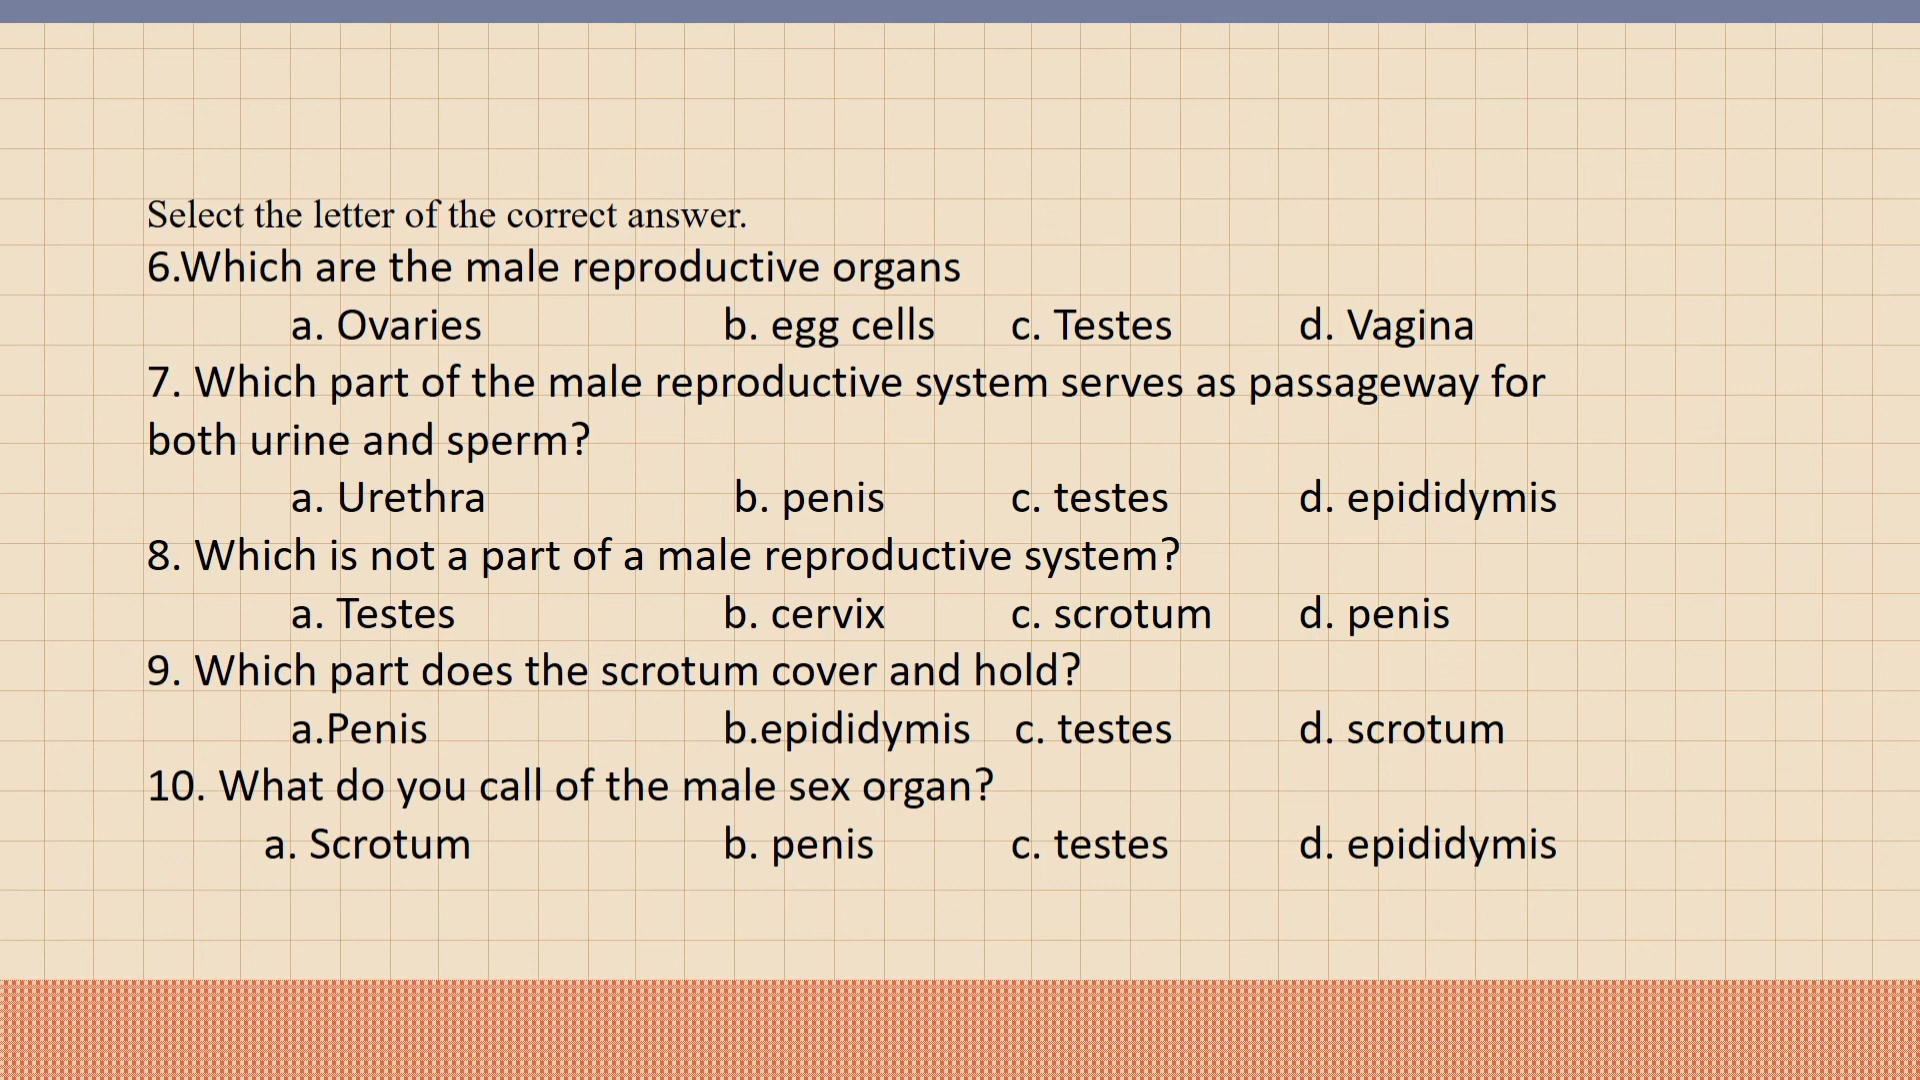 Select the letter of the correct answer.
6.Which are the male reproductive organs
a. Ovaries b. egg cells c. Testes d. Vagina
7. Which part of the male reproductive system serves as passageway for
both urine and sperm?
a. Urethra b. penis c. testes d. epididymis
8. Which is not a part of a male reproductive system?
a. Testes b. cervix c. scrotum d. penis
9. Which part does the scrotum cover and hold?
a.Penis b.epididymis c. testes d. scrotum
10. What do you call of the male sex organ?
a. Scrotum b. penis c. testes d. epididymis